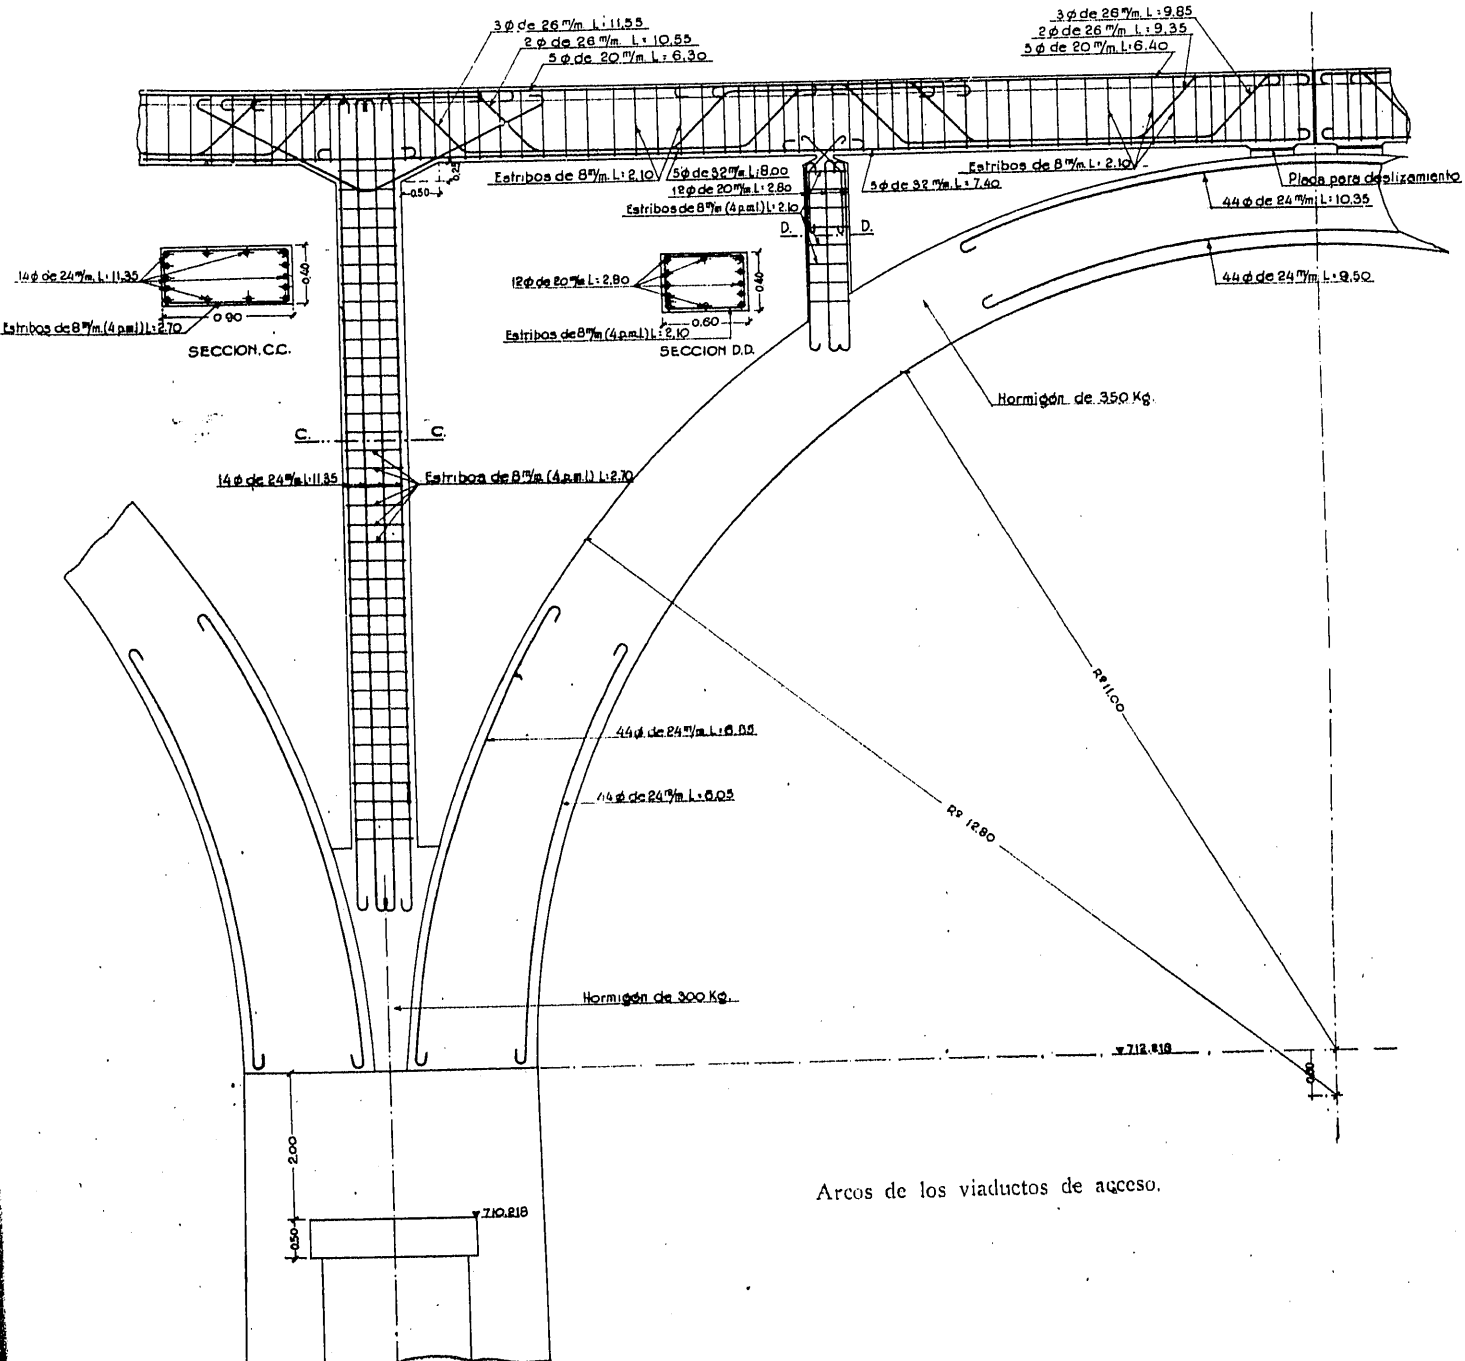 3 ϕ de 26 m/m. L: 11,55
2 ϕ de 26 m/m. L: 10,55
5 ϕ de 20 m/m. L: 6,30
3 ϕ de 26 m/m. L: 9,85
2 ϕ de 26 m/m. L: 9,35
5 ϕ de 20 m/m. L: 6.40
0,25
0.50
Estribos de 8 m/m. L: 2,10
5 ϕ de 32 m/m. L: 8,00
12 ϕ de 20 m/m. L: 2,80
Estribos de 8 m/m (4 p.m.l.) L: 2.10
5 ϕ de 32 m/m. L: 7,40
Estribos de 8 m/m. L: 2.10
Placa para deslizamiento
44 ϕ de 24 m/m. L: 10,35
44 ϕ de 24 m/m. L: 9,50
D. D.
14 ϕ de 24 m/m. L: 11,35
0,40
0.90
Estribos de 8 m/m. (4 p.m.l.) L: 2.70
SECCION. C.C.
12 ϕ de 20 m/m L: 2,80
0,40
0.60
Estribos de 8 m/m (4 p.m.l.) L: 2,10
SECCION D.D.
Hormigón de 350 Kg.
C. C.
14 ϕ de 24 m/m. L: 11,35
Estribos de 8 m/m. (4 p.m.l.) L: 2.70
Rº 11.00
44 ϕ de 24 m/m. L:
ϕ de 24 m/m. L: 6,05
Rº 12.80
Hormigón de 300 Kg.
712.218
2.00
710.218
0.50
Arcos de los viaductos de acceso.